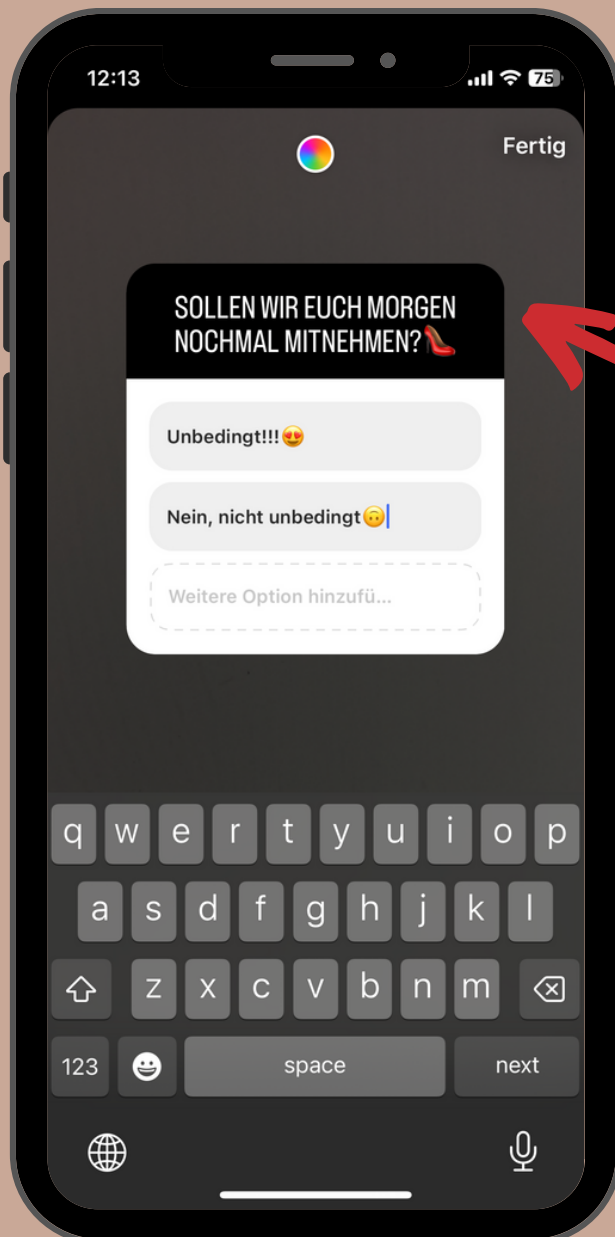 12:13
75
Fertig
SOLLEN WIR EUCH MORGEN
NOCHMAL MITNEHMEN?👠
Unbedingt!!!😍
Nein, nicht unbedingt🙃
Weitere Option hinzufü...
q w e r t y u i o p
a s d f g h j k l
z x c v b n m
123 space next